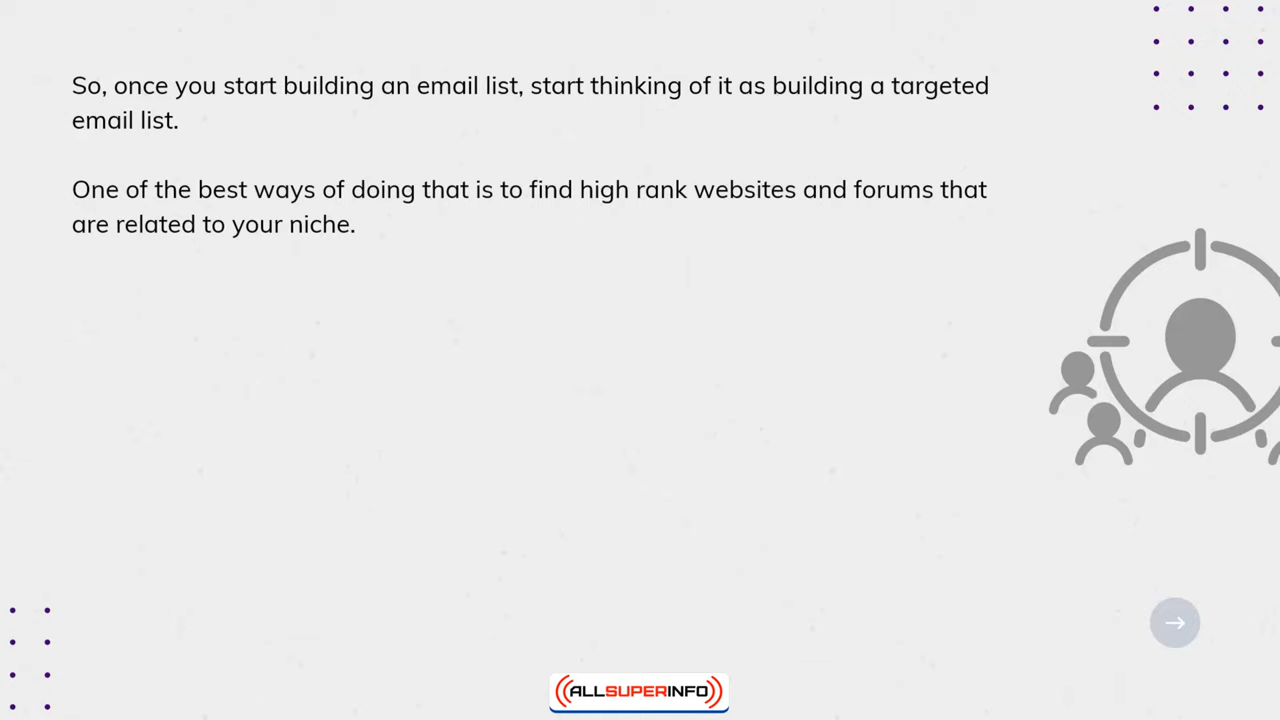 So, once you start building an email list, start thinking of it as building a targeted
email list.
One of the best ways of doing that is to find high rank websites and forums that
are related to your niche.
ALLSUPERINFO